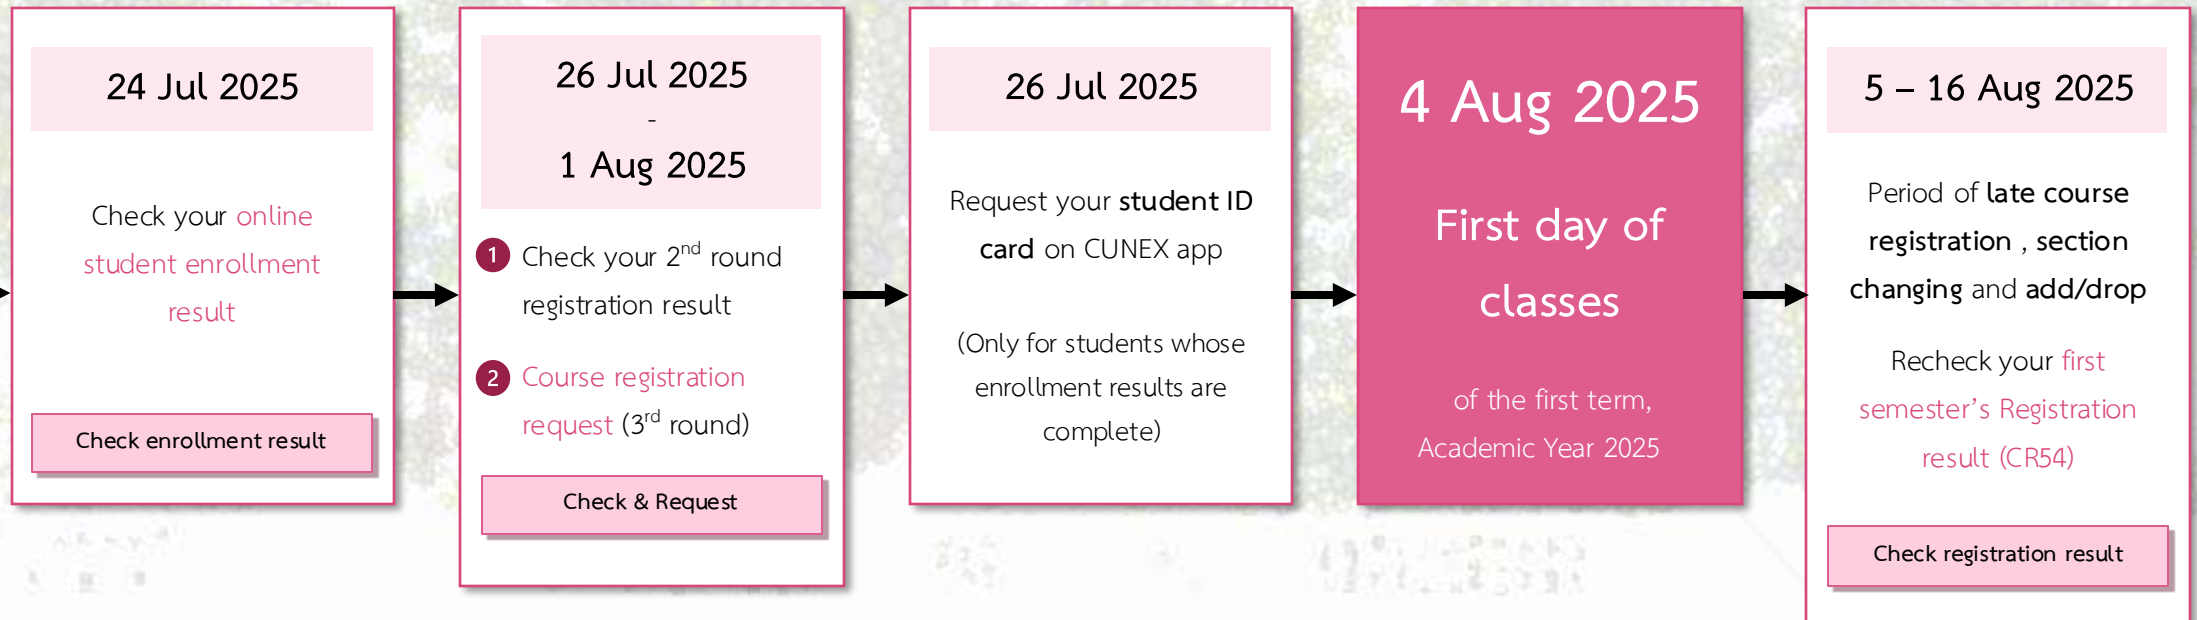 24 Jul 2025
Check your online
student enrollment
result
Check enrollment result
26 Jul 2025
-
1 Aug 2025
1 Check your 2nd round
registration result
2 Course registration
request (3rd round)
Check & Request
26 Jul 2025
Request your student ID
card on CUNEX app
(Only for students whose
enrollment results are
complete)
4 Aug 2025
First day of
classes
of the first term,
Academic Year 2025
5 – 16 Aug 2025
Period of late course
registration , section
changing and add/drop
Recheck your first
semester’s Registration
result (CR54)
Check registration result